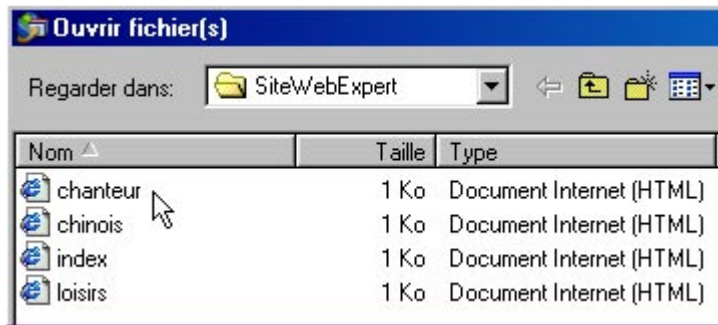 Ouvrir fichier(s)
Regarder dans: SiteWebExpert
Nom Taille Type
chanteur 1 Ko Document Internet (HTML)
chinois 1 Ko Document Internet (HTML)
index 1 Ko Document Internet (HTML)
loisirs 1 Ko Document Internet (HTML)